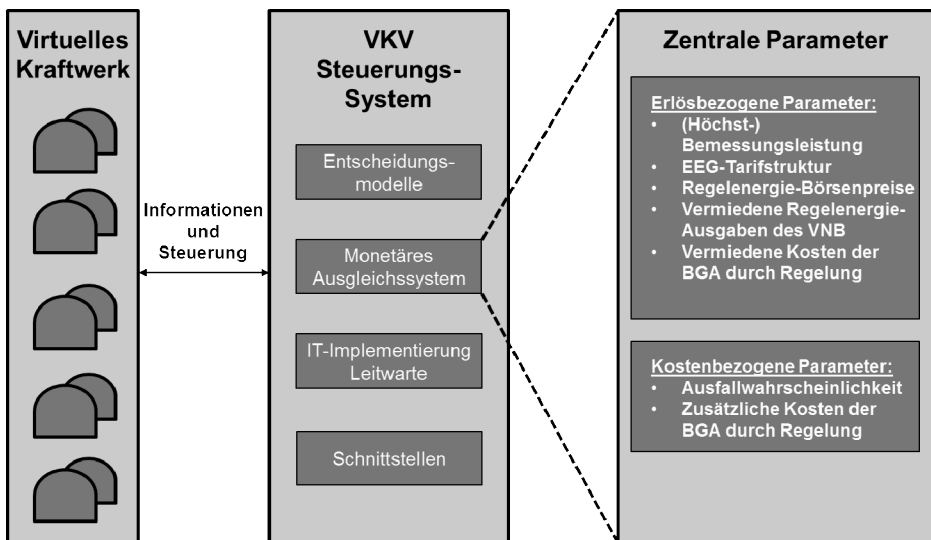 Virtuelles
Kraftwerk
Informationen
und
Steuerung
VKV
Steuerungs-
System
Entscheidungs-
modelle
Monetäres
Ausgleichssystem
IT-Implementierung
Leitwarte
Schnittstellen
Zentrale Parameter
Erlösbezogene Parameter:
• (Höchst-)
Bemessungsleistung
• EEG-Tarifstruktur
• Regelenergie-Börsenpreise
• Vermiedene Regelenergie-
Ausgaben des VNB
• Vermiedene Kosten der
BGA durch Regelung
Kostenbezogene Parameter:
• Ausfallwahrscheinlichkeit
• Zusätzliche Kosten der
BGA durch Regelung